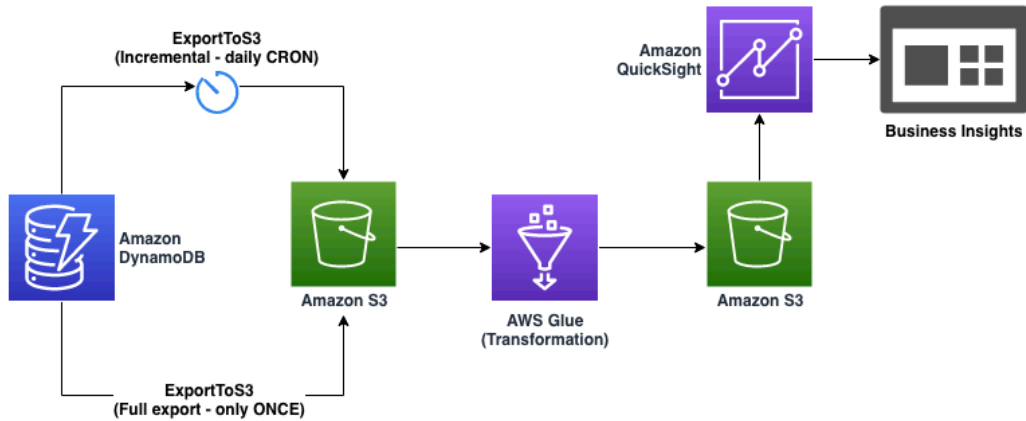 ExportToS3
(Incremental - daily CRON)
Amazon
QuickSight
Business Insights
Amazon
DynamoDB
Amazon S3
AWS Glue
(Transformation)
Amazon S3
ExportToS3
(Full export - only ONCE)